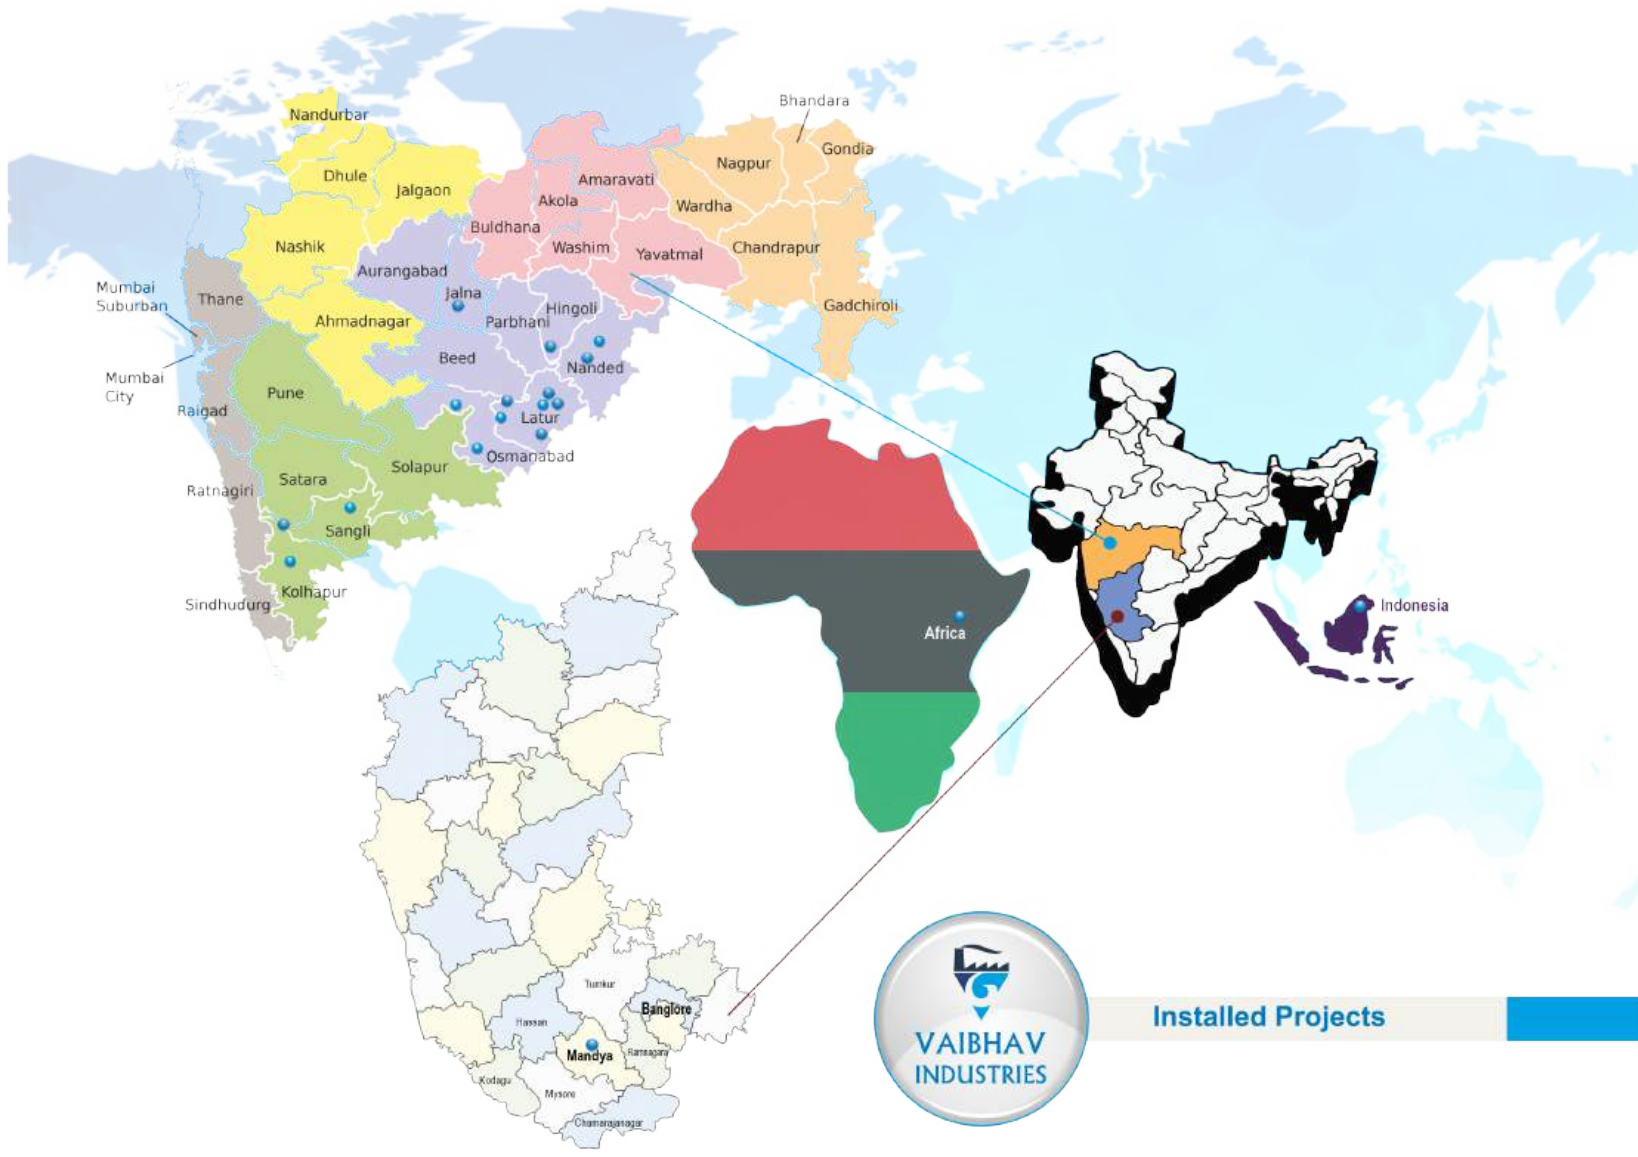 Nandurbar
Bhandara
Dhule
Jalgaon
Nagpur
Gondia
Amaravati
Akola
Wardha
Buldhana
Nashik
Washim
Yavatmal
Chandrapur
Aurangabad
Mumbai
Suburban
Thane
Jalna
Hingoli
Parbhani
Gadchiroli
Ahmadnagar
Beed
Nanded
Mumbai
City
Pune
Raigad
Latur
Osmanabad
Solapur
Satara
Ratnagiri
Sangli
Kolhapur
Sindhudurg
Africa
Indonesia
Tumkur
Banglore
Hassan
Mandya
Ramnagara
Kodagu
Mysore
Chamarajanagar
VAIBHAV
INDUSTRIES
Installed Projects